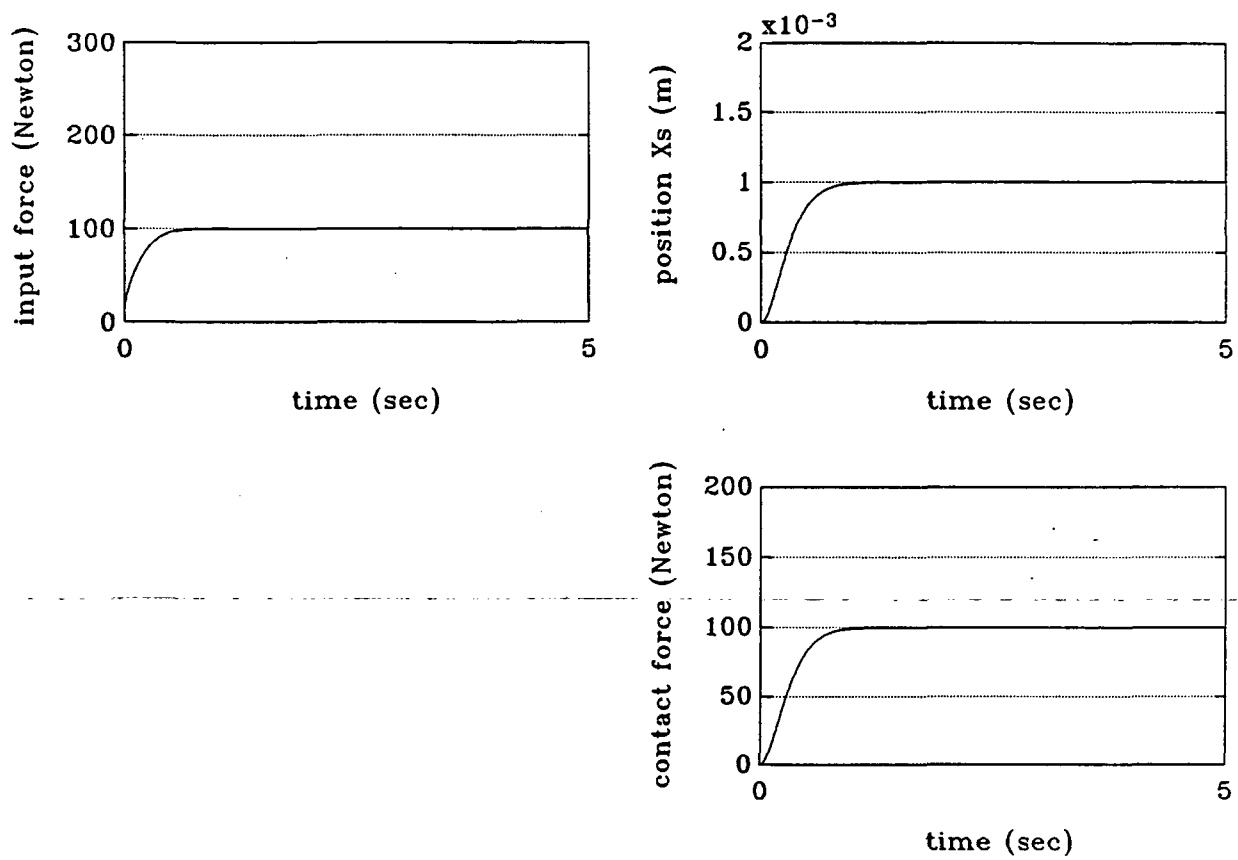 input force (Newton)
300
200
100
0
0
5
time (sec)
x10-3
position Xs (m)
2
1.5
1
0.5
0
0
5
time (sec)
contact force (Newton)
200
150
100
50
0
0
5
time (sec)